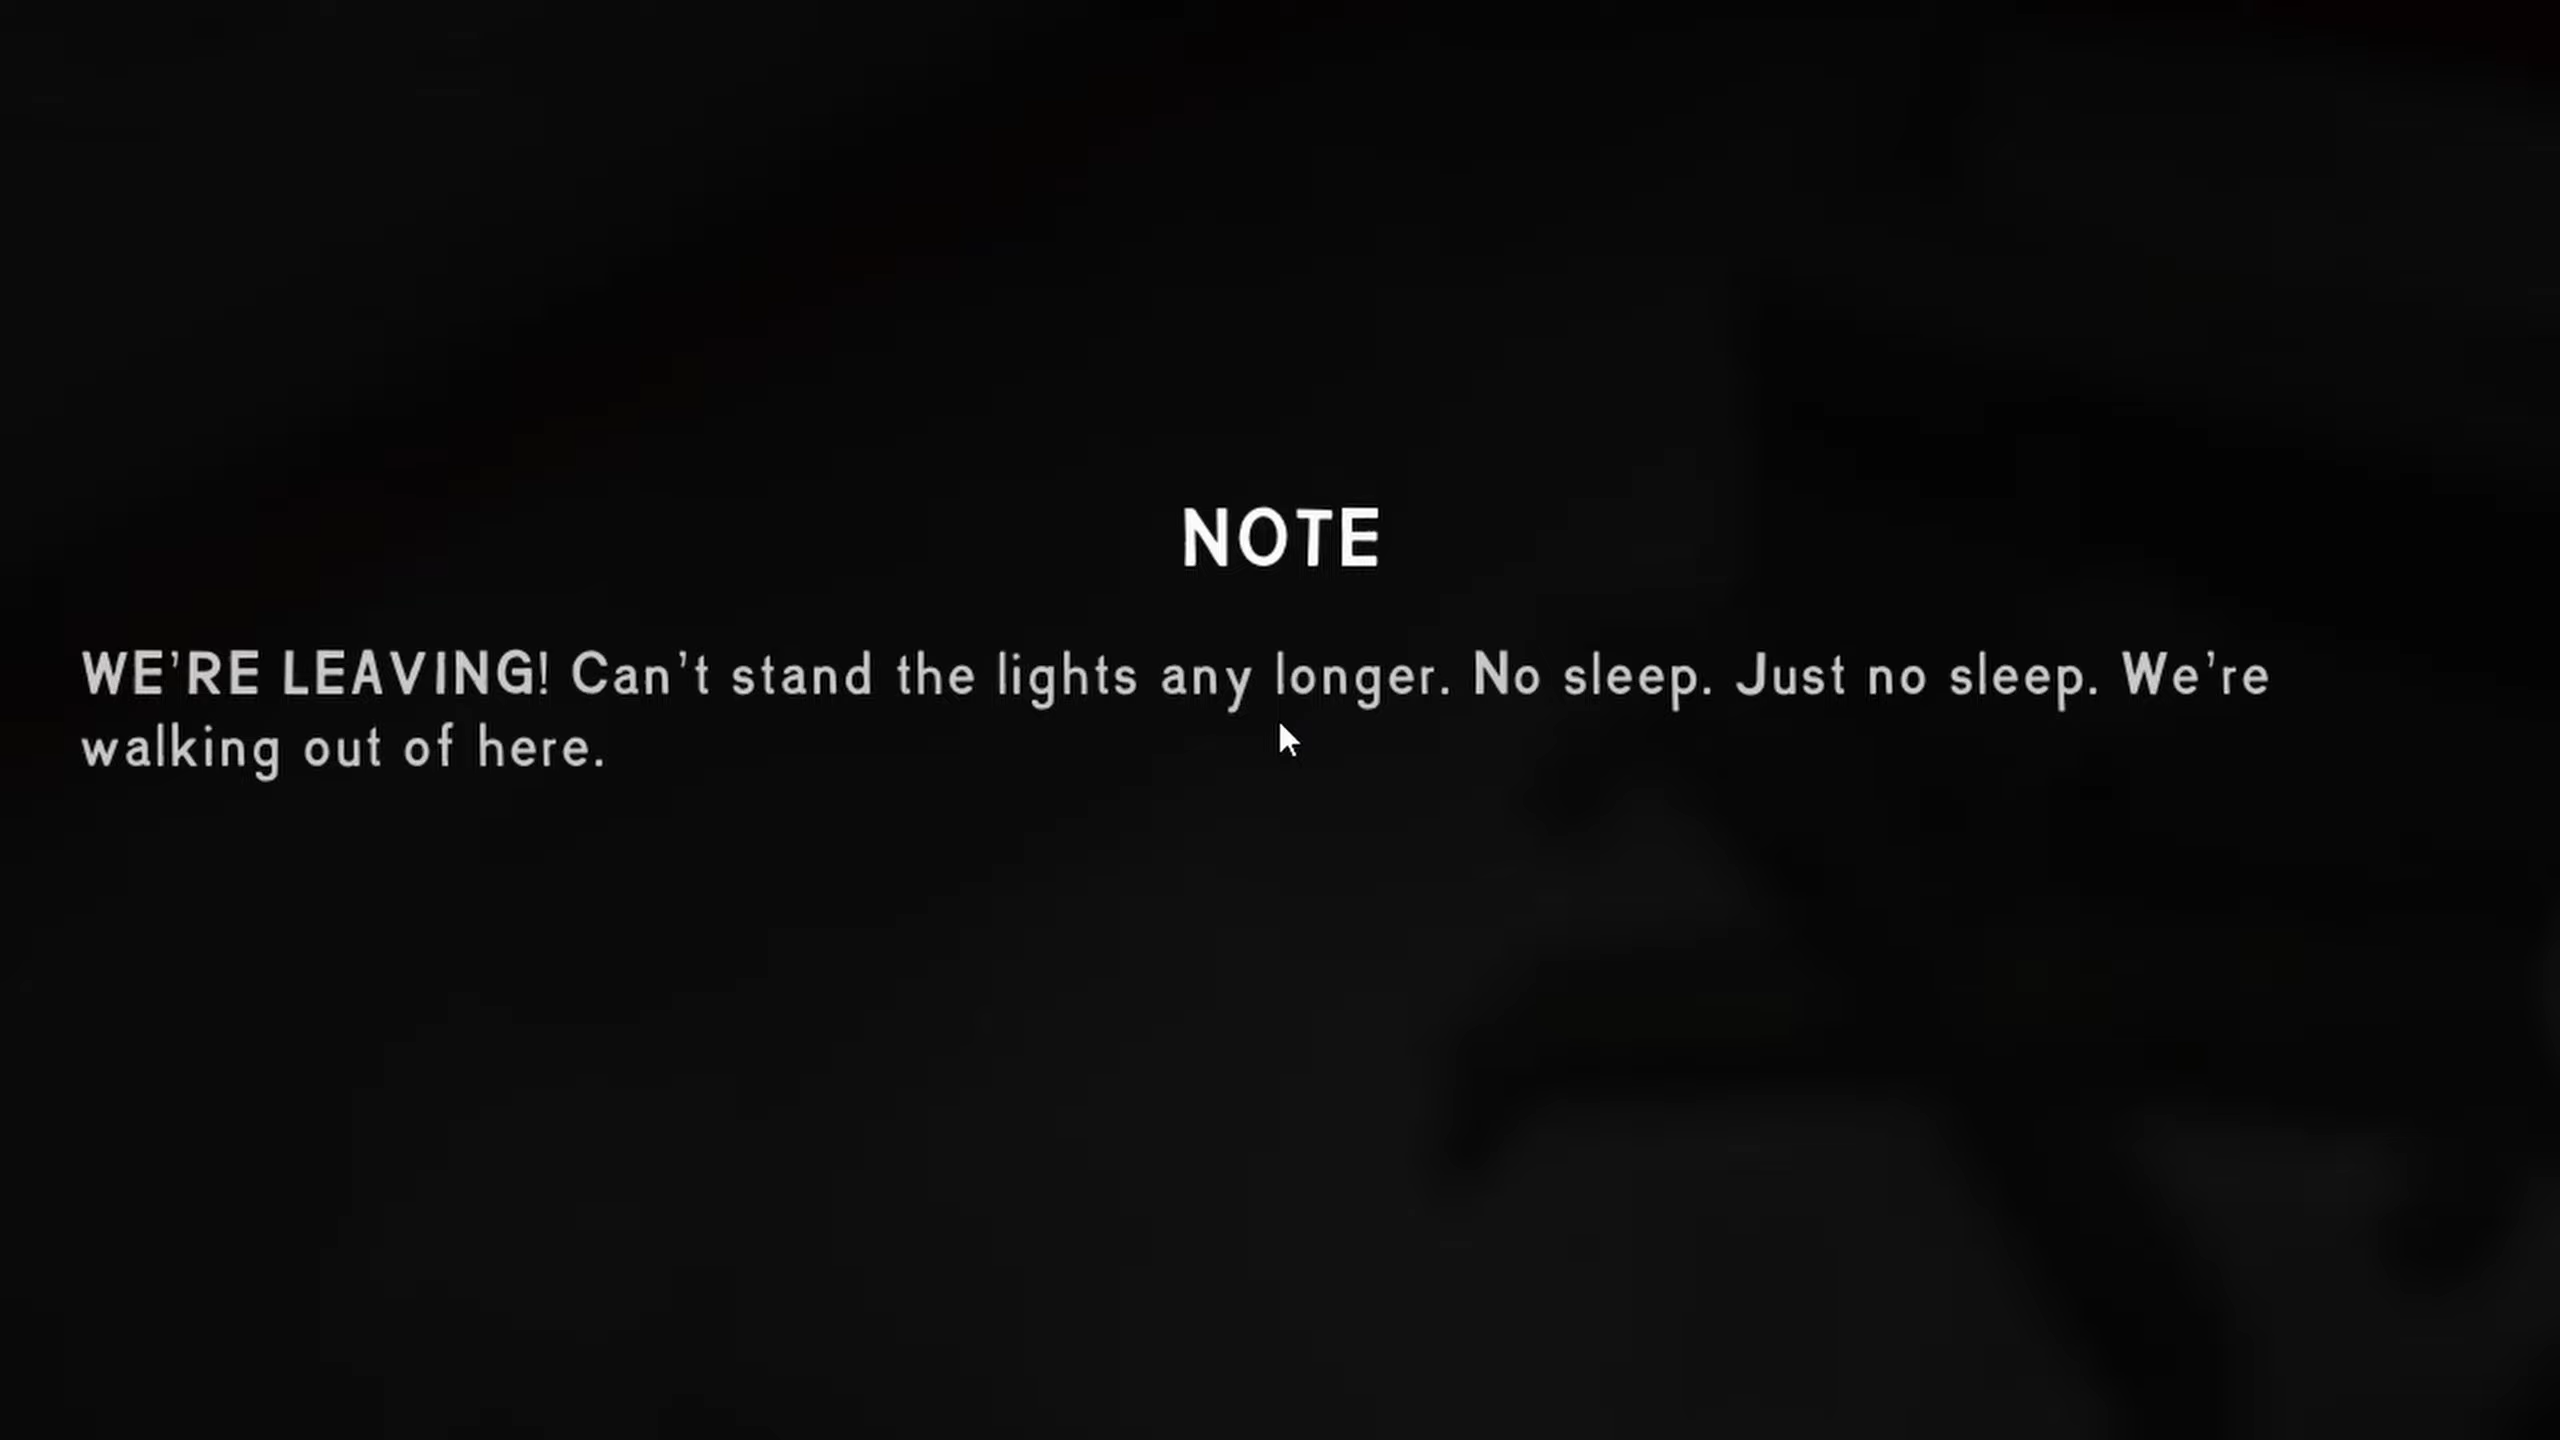 NOTE
WE'RE LEAVING! Can't stand the lights any longer. No sleep. Just no sleep. We're
walking out of here.